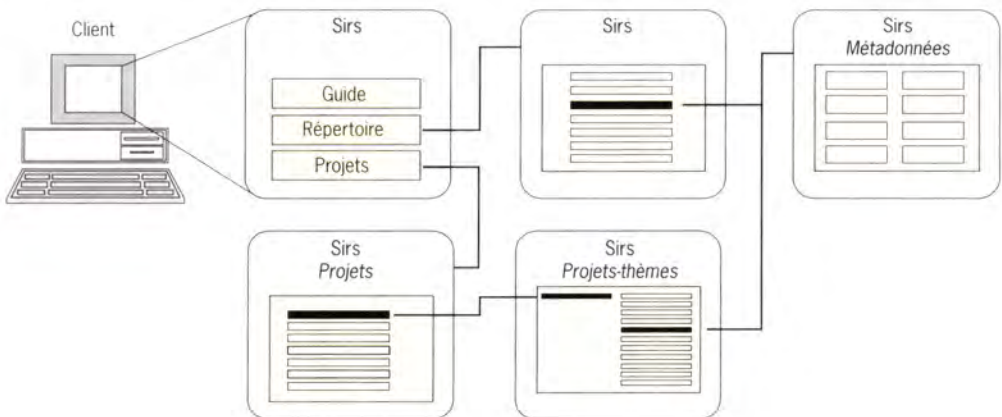 Client
Sirs
Guide
Répertoire
Projets
Sirs
Sirs
Métadonnées
Sirs
Projets
Sirs
Projets-thèmes